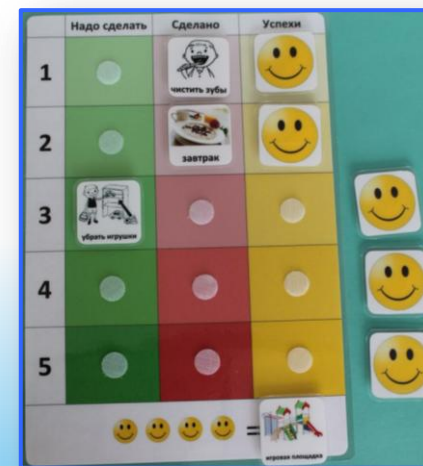 Надо сделать Сделано Успехи
1 чистить зубы
2 завтрак
3 убрать игрушки
4
5
= игровая площадка